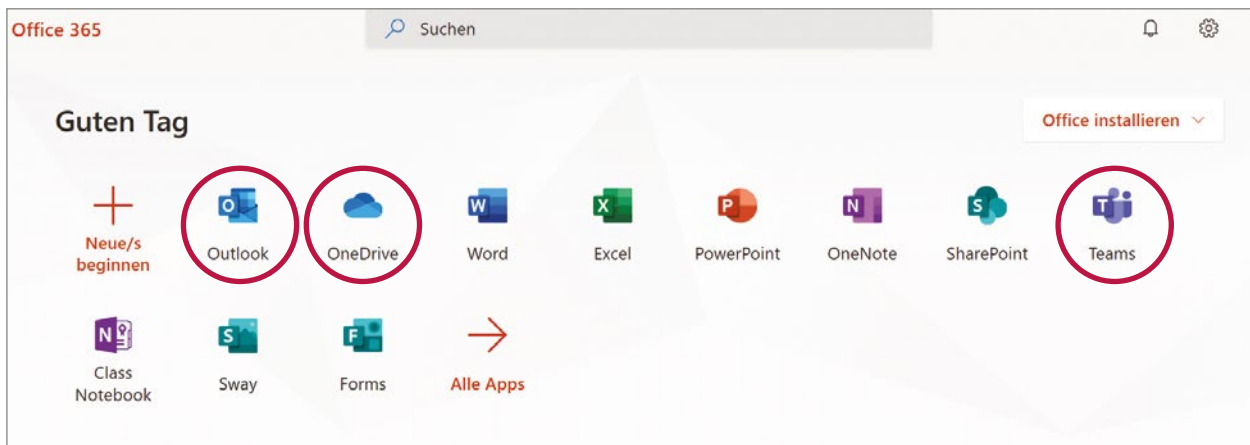 Office 365
Suchen
Guten Tag
Office installieren
Neue/s
beginnen
Outlook
OneDrive
Word
Excel
PowerPoint
OneNote
SharePoint
Teams
Class
Notebook
Sway
Forms
Alle Apps